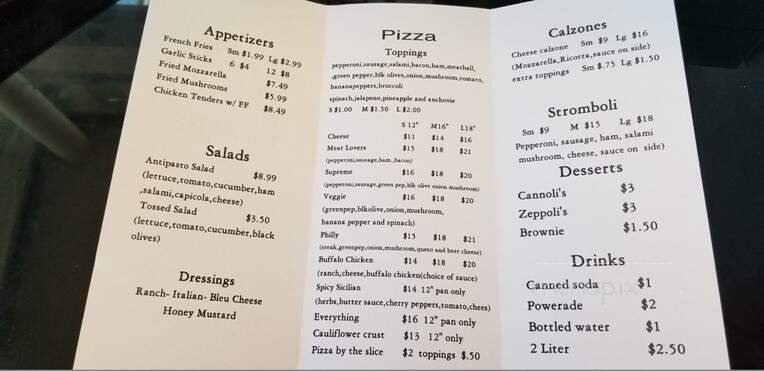 Appetizers
French Fries Sm $1.99 Lg $2.99
Garlic Sticks 6 $4 12 $8
Fried Mozzarella $7.49
Fried Mushrooms $5.99
Chicken Tenders w/ FF $8.49
Salads
Antipasto Salad $8.99
(lettuce,tomato,cucumber,ham
,salami,capicola,cheese)
Tossed Salad $3.50
(lettuce,tomato,cucumber,black
olives)
Dressings
Ranch- Italian- Bleu Cheese
Honey Mustard
Pizza
Toppings
pepperoni,sausage,salami,bacon,ham,meatball,
,green pepper,blk olives,onion,mushroom,tomato,
bananapeppers,broccoli
spinach,jalapeno,pineapple and anchovie
S $1.00 M $1.50 L $2.00
S 12" M16" L18"
Cheese $11 $14 $16
Meat Lovers $15 $18 $21
(pepperoni,sausage,ham,,bacon)
Supreme $16 $18 $20
(pepperoni,sausage,green pep,blk olive onion mushroom)
Veggie $16 $18 $20
(greenpep,blkolive,onion,mushroom,
banana pepper and spinach)
Philly $15 $18 $21
(steak,greenpep,onion,mushroom,queso and beer cheese)
Buffalo Chicken $14 $18 $20
(ranch,cheese,buffalo chicken(choice of sauce)
Spicy Sicilian $14 12" pan only
(herbs,butter sauce,cherry peppers,tomato,chees)
Everything $16 12" pan only
Cauliflower crust $13 12" only
Pizza by the slice $2 toppings $.50
Calzones
Cheese calzone Sm $9 Lg $16
(Mozzarella,Ricotta,sauce on side)
extra toppings Sm $.75 Lg $1.50
Stromboli
Sm $9 M $15 Lg $18
Pepperoni, sausage, ham, salami
mushroom, cheese, sauce on side)
Desserts
Cannoli's $3
Zeppoli's $3
Brownie $1.50
Drinks
Canned soda $1
Powerade $2
Bottled water $1
2 Liter $2.50